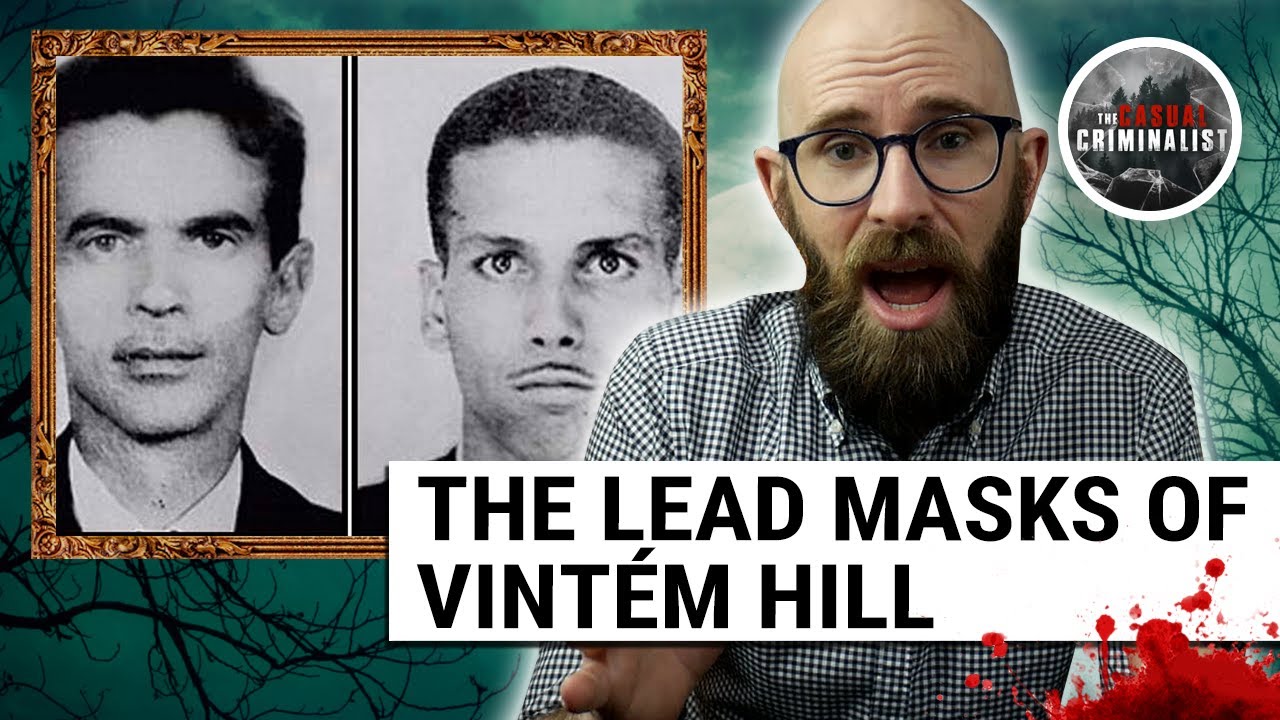 THE CASUAL
CRIMINALIST
THE LEAD MASKS OF
VINTÉM HILL